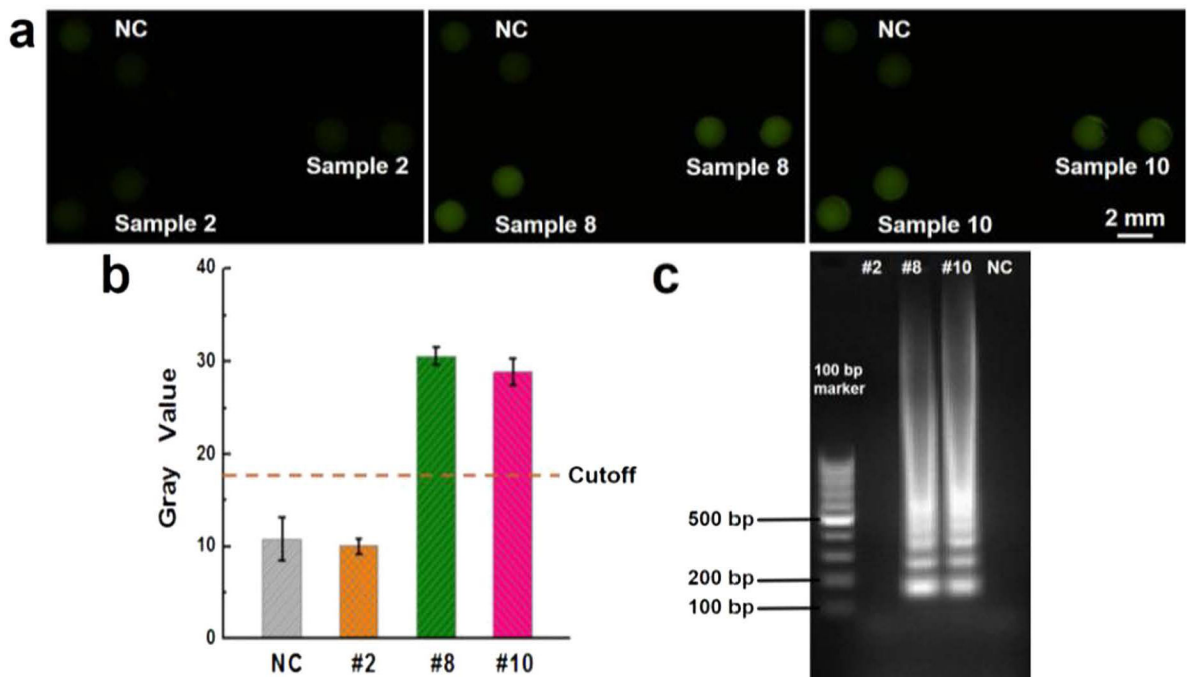 a
NC
Sample 2
Sample 2
NC
Sample 8
Sample 8
NC
Sample 10
Sample 10
2 mm
b
Gray Value
40
30
20
10
0
Cutoff
NC #2 #8 #10
c
#2 #8 #10 NC
100 bp
marker
500 bp
200 bp
100 bp